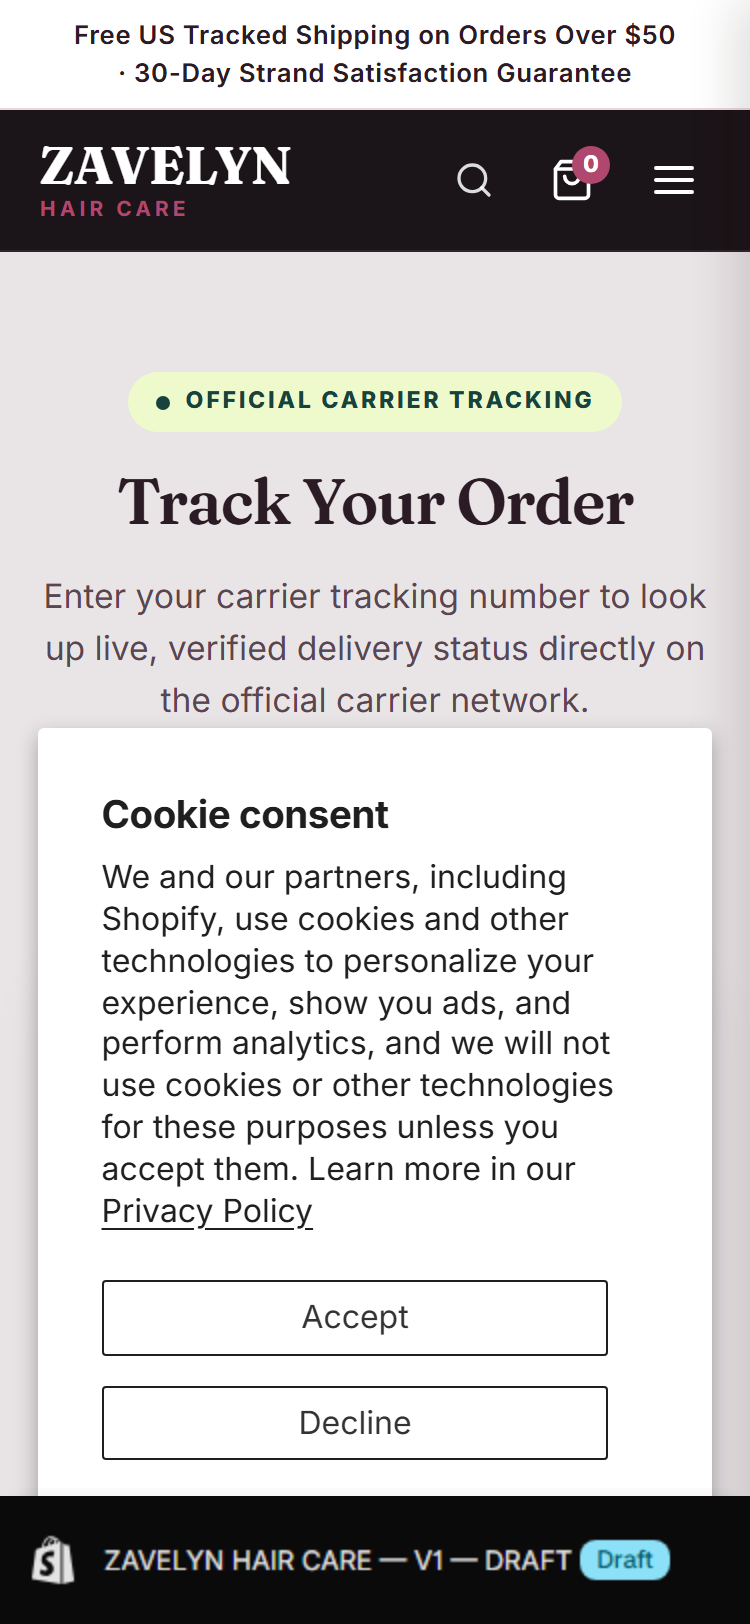 Free US Tracked Shipping on Orders Over $50
· 30-Day Strand Satisfaction Guarantee
ZAVELYN
HAIR CARE
0
OFFICIAL CARRIER TRACKING
Track Your Order
Enter your carrier tracking number to look
up live, verified delivery status directly on
the official carrier network.
Cookie consent
We and our partners, including
Shopify, use cookies and other
technologies to personalize your
experience, show you ads, and
perform analytics, and we will not
use cookies or other technologies
for these purposes unless you
accept them. Learn more in our
Privacy Policy
Accept
Decline
ZAVELYN HAIR CARE — V1 — DRAFT Draft